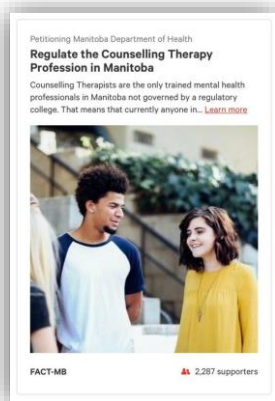 Petitioning Manitoba Department of Health
Regulate the Counselling Therapy
Profession in Manitoba
Counselling Therapists are the only trained mental health
professionals in Manitoba not governed by a regulatory
college. That means that currently anyone in... Learn more
FACT-MB
2,287 supporters